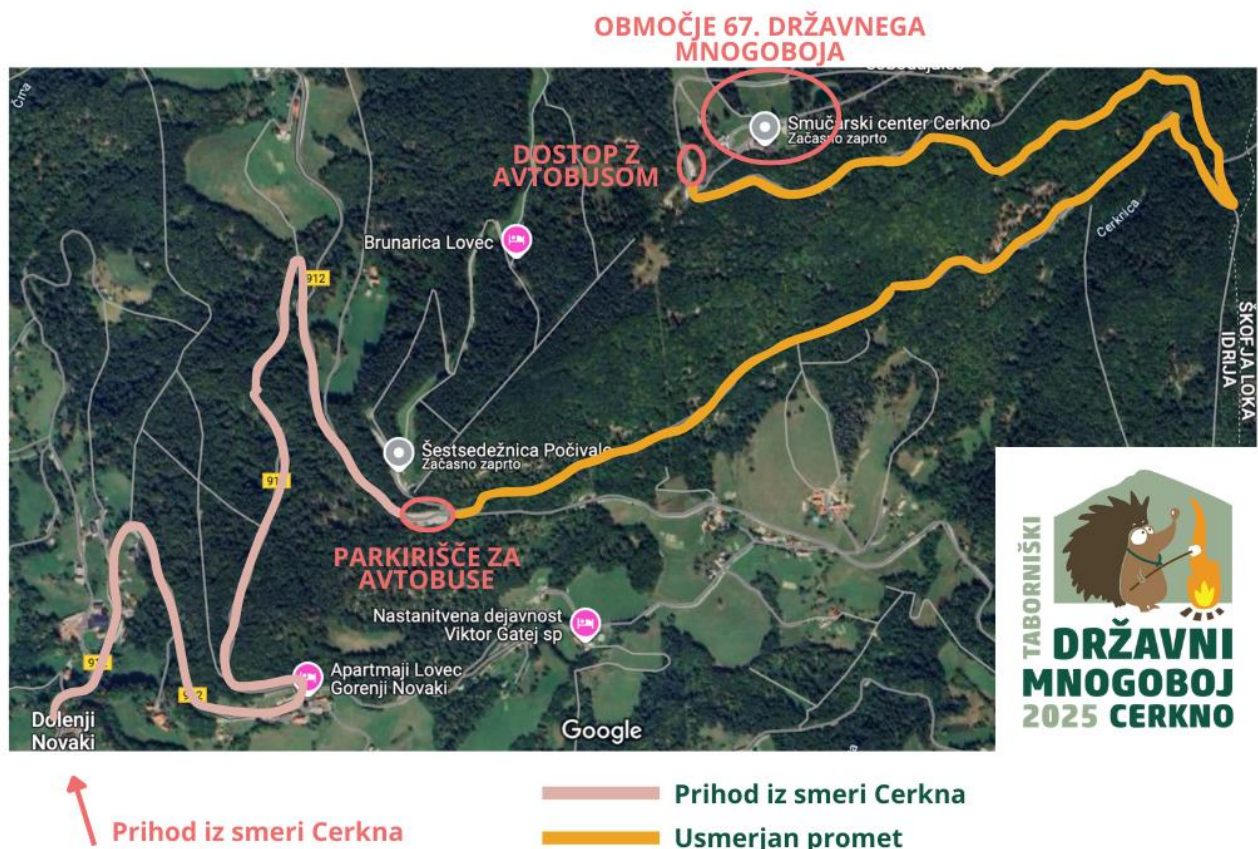 OBMOČJE 67. DRŽAVNEGA
MNOGOBOJA
Črna
Smučarski center Cerkno
Začasno zaprto
DOSTOP Z
AVTOBUSOM
Brunarica Lovec
Cerknica
912
ŠKOFJA LOKA
IDRIJA
Šestsedežnica Počivalo
Začasno zaprto
PARKIRIŠČE ZA
AVTOBUSE
Nastanitvena dejavnost
Viktor Gatej sp
Apartmaji Lovec
Gorenji Novaki
912
Dolenji
Novaki
Google
TABORNIŠKI
DRŽAVNI
MNOGOBOJ
2025 CERKNO
Prihod iz smeri Cerkna
Prihod iz smeri Cerkna
Usmerjan promet